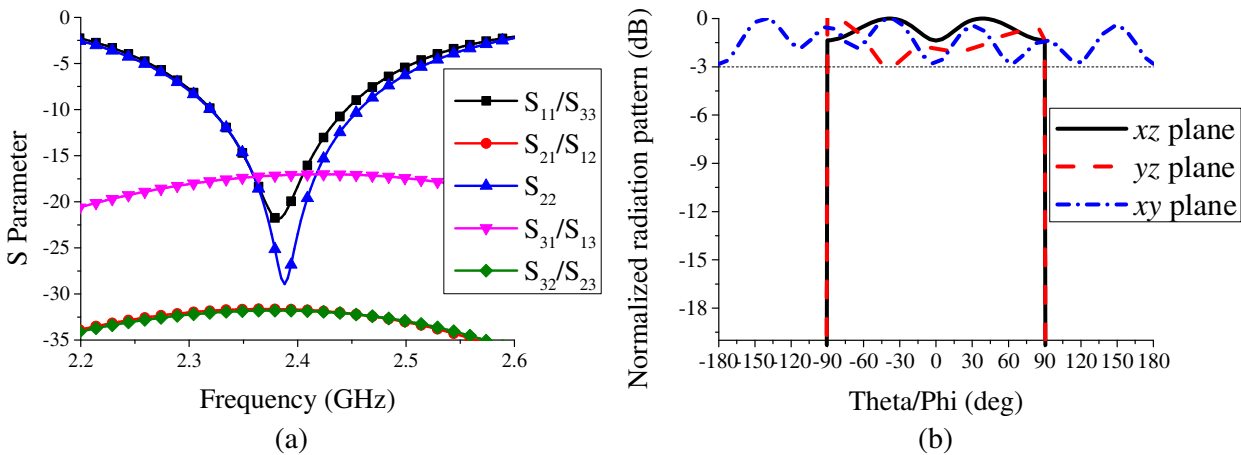 0
-5
-10
-15
-20
-25
-30
-35
2.2 2.3 2.4 2.5 2.6
S Parameter
Frequency (GHz)
S11/S33
S21/S12
S22
S31/S13
S32/S23
(a)
0
-3
-6
-9
-12
-15
-18
-180 -150 -120 -90 -60 -30 0 30 60 90 120 150 180
Normalized radiation pattern (dB)
Theta/Phi (deg)
xz plane
yz plane
xy plane
(b)